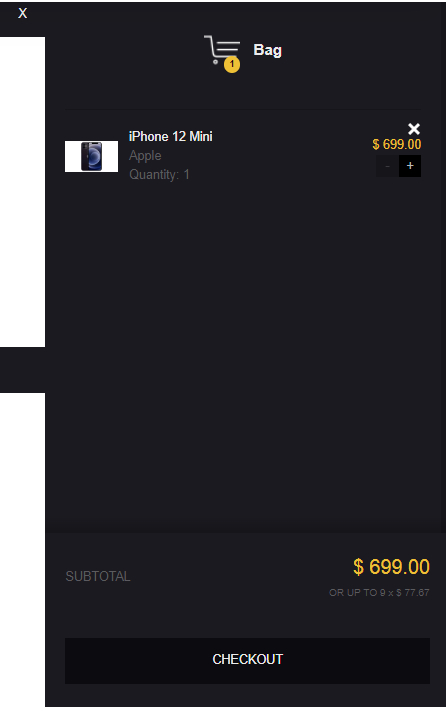 X
Bag
1
iPhone 12 Mini
Apple
$ 699.00
Quantity: 1
- +
SUBTOTAL
$ 699.00
OR UP TO 9 x $ 77.67
CHECKOUT